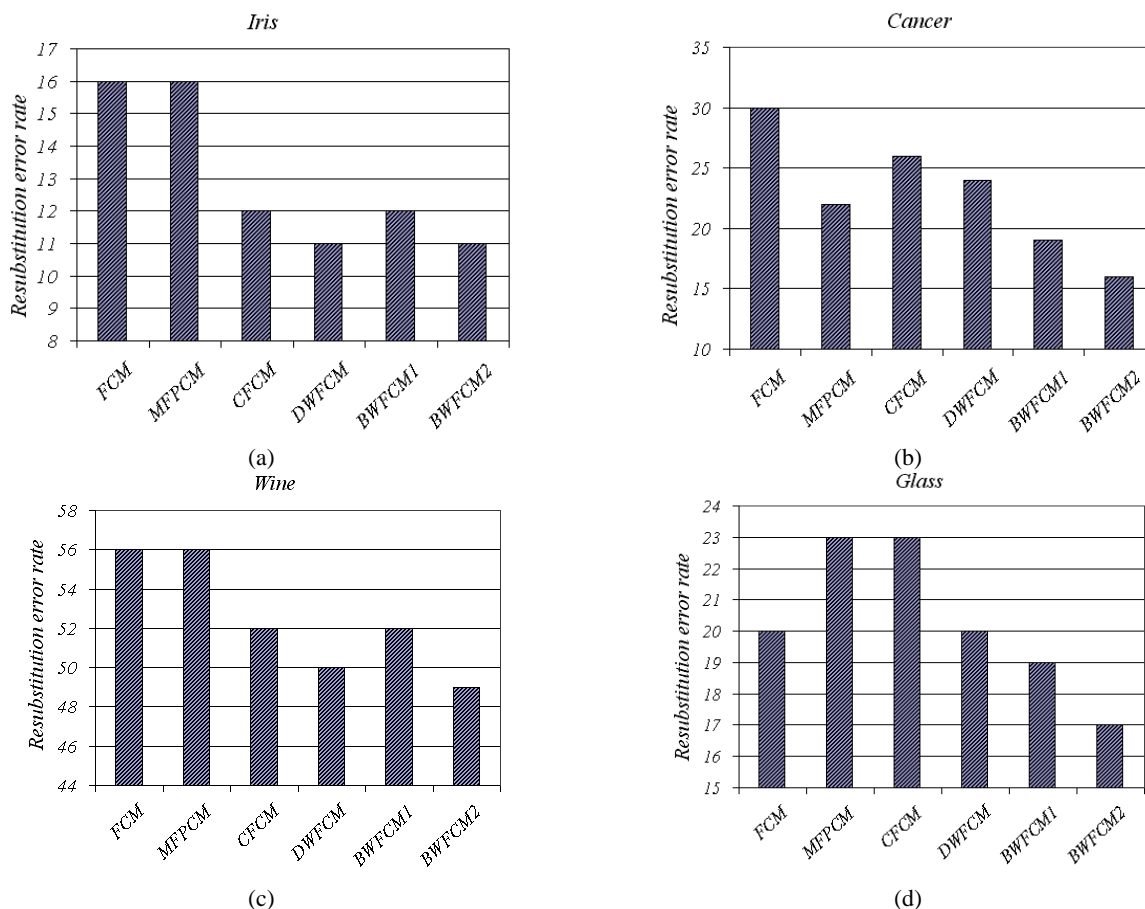 Iris
Resubstitution error rate
17
16
15
14
13
12
11
10
9
8
FCM
MFPCM
CFCM
DWFCM
BWFCM1
BWFCM2
(a)
Cancer
Resubstitution error rate
35
30
25
20
15
10
FCM
MFPCM
CFCM
DWFCM
BWFCM1
BWFCM2
(b)
Wine
Resubstitution error rate
58
56
54
52
50
48
46
44
FCM
MFPCM
CFCM
DWFCM
BWFCM1
BWFCM2
(c)
Glass
Resubstitution error rate
24
23
22
21
20
19
18
17
16
15
FCM
MFPCM
CFCM
DWFCM
BWFCM1
BWFCM2
(d)